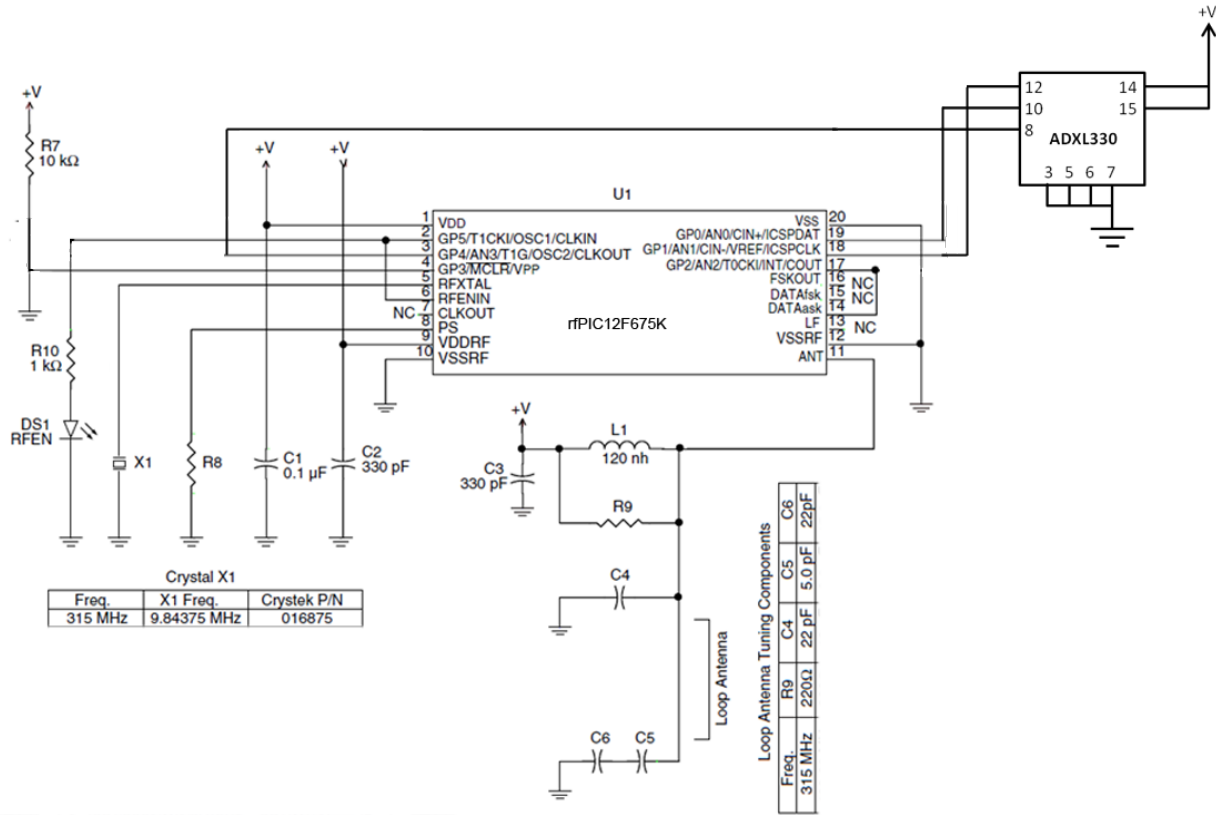 +V
12
14
10
15
8
ADXL330
3 5 6 7
+V
R7
10 kΩ
+V
+V
U1
1
VDD
2
GP5/T1CKI/OSC1/CLKIN
3
GP4/AN3/T1G/OSC2/CLKOUT
4
GP3/MCLR/VPP
5
RFXTAL
6
RFENIN
NC
7
CLKOUT
8
PS
9
VDDRF
10
VSSRF
rfPIC12F675K
VSS
20
GP0/AN0/CIN+/ICSPDAT
19
GP1/AN1/CIN-/VREF/ICSPCLK
18
GP2/AN2/T0CKI/INT/COUT
17
FSKOUT
16
NC
DATAfsk
15
NC
DATAask
14
LF
13
NC
VSSRF
12
ANT
11
R10
1 kΩ
DS1
RFEN
X1
R8
C1
0.1 µF
C2
330 pF
+V
L1
120 nh
C3
330 pF
R9
C4
C6
C5
Loop Antenna
Crystal X1
Freq. X1 Freq. Crystek P/N
315 MHz 9.84375 MHz 016875
Loop Antenna Tuning Components
Freq. R9 C4 C5 C6
315 MHz 220Ω 22 pF 5.0 pF 22pF